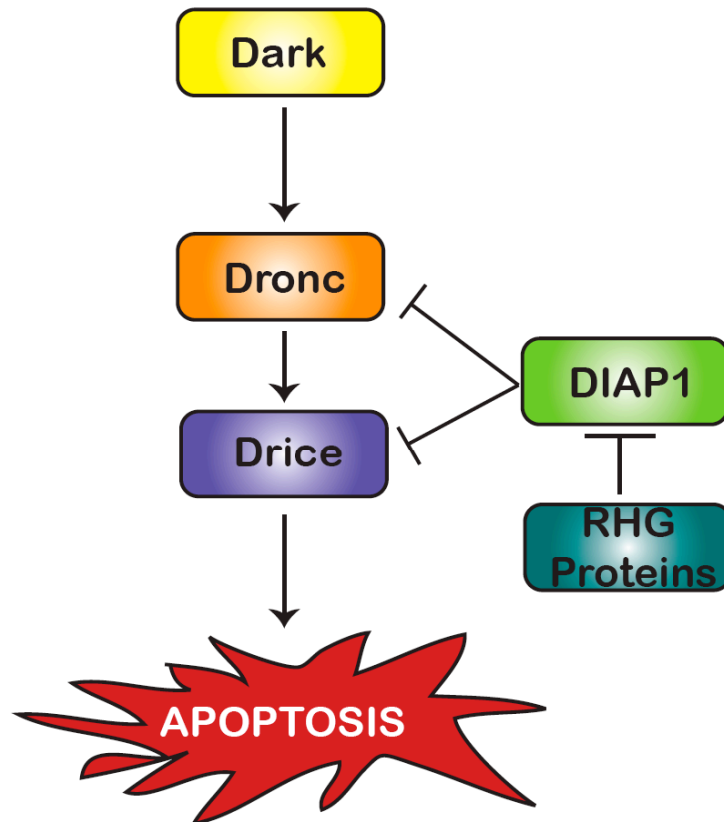 Dark
Dronc
DIAP1
Drice
RHG
Proteins
APOPTOSIS